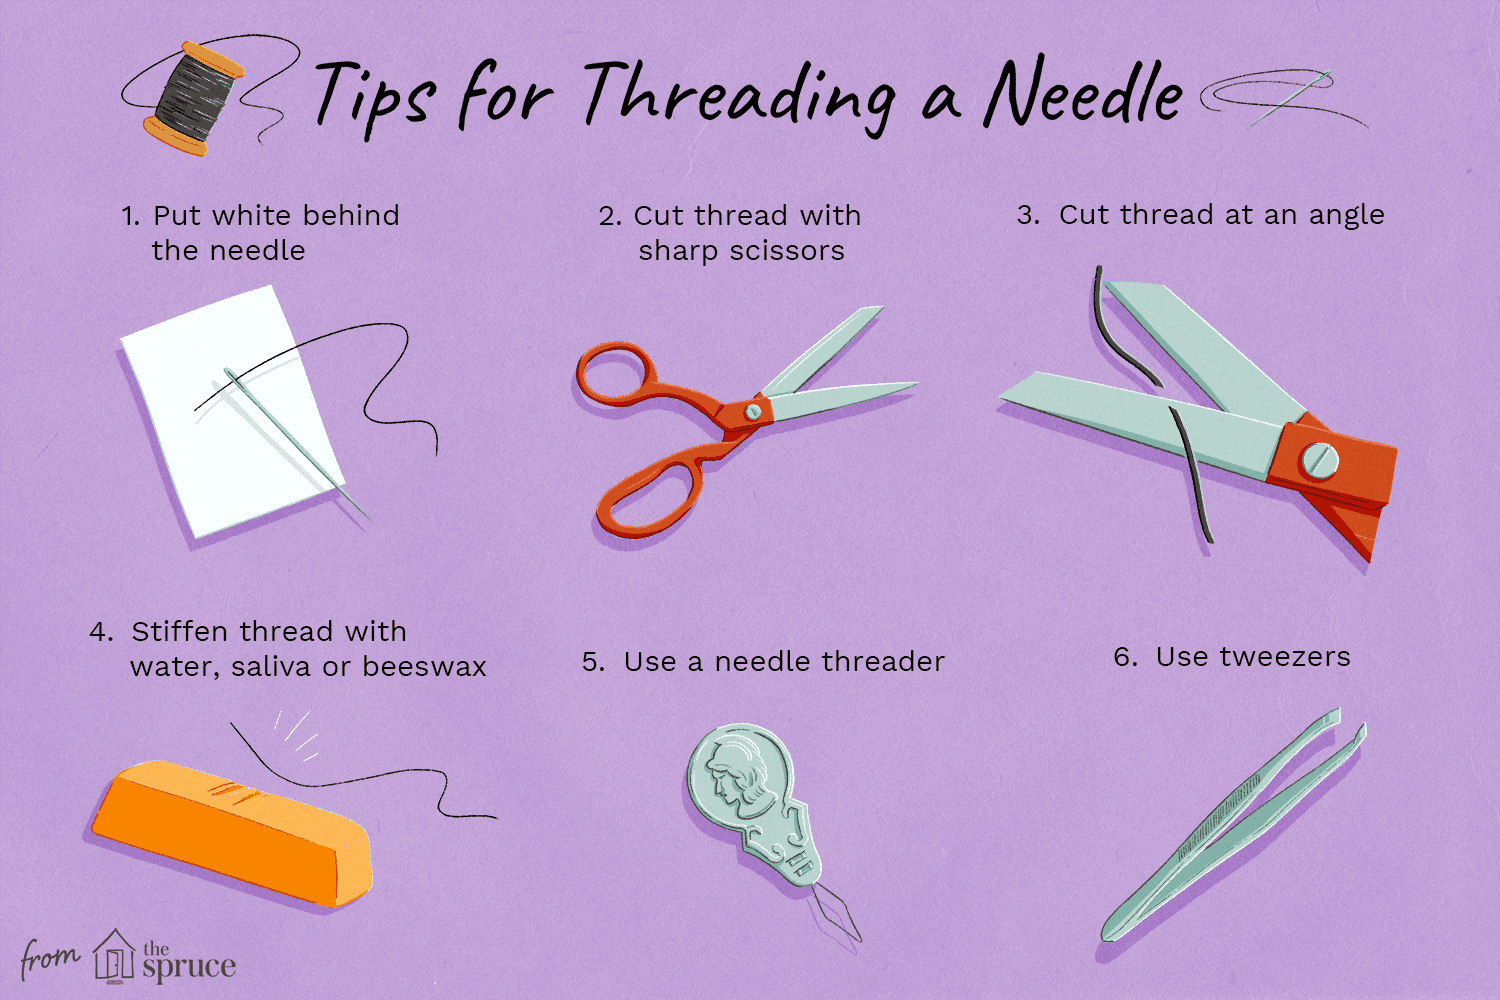 Tips for Threading a Needle
1. Put white behind
the needle
2. Cut thread with
sharp scissors
3. Cut thread at an angle
4. Stiffen thread with
water, saliva or beeswax
5. Use a needle threader
6. Use tweezers
from the spruce